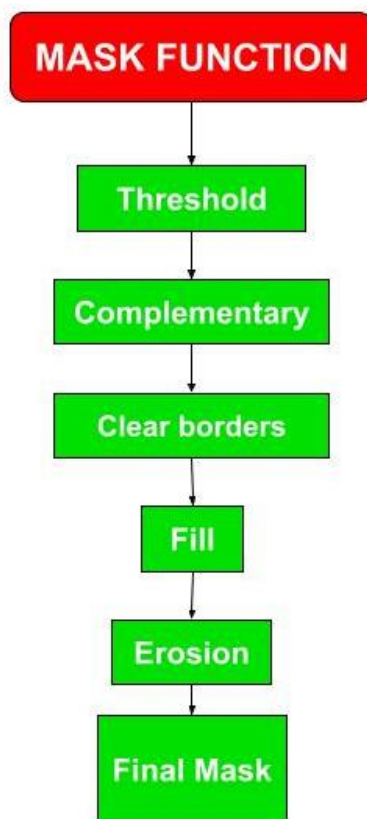 MASK FUNCTION
Threshold
Complementary
Clear borders
Fill
Erosion
Final Mask